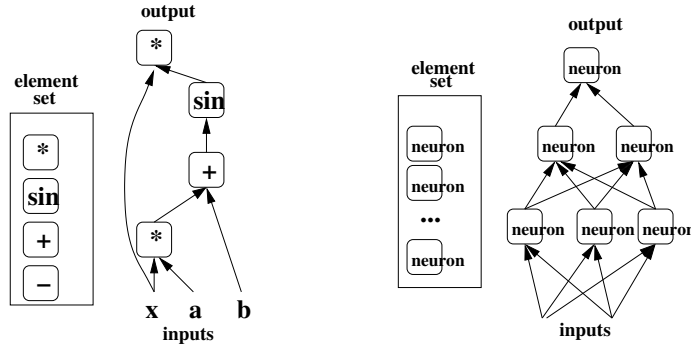 output
*
element
set
sin
*
sin
+
+
*
−
x a b
inputs
output
neuron
element
set
neuron
neuron
...
neuron
neuron neuron
neuron neuron neuron
inputs